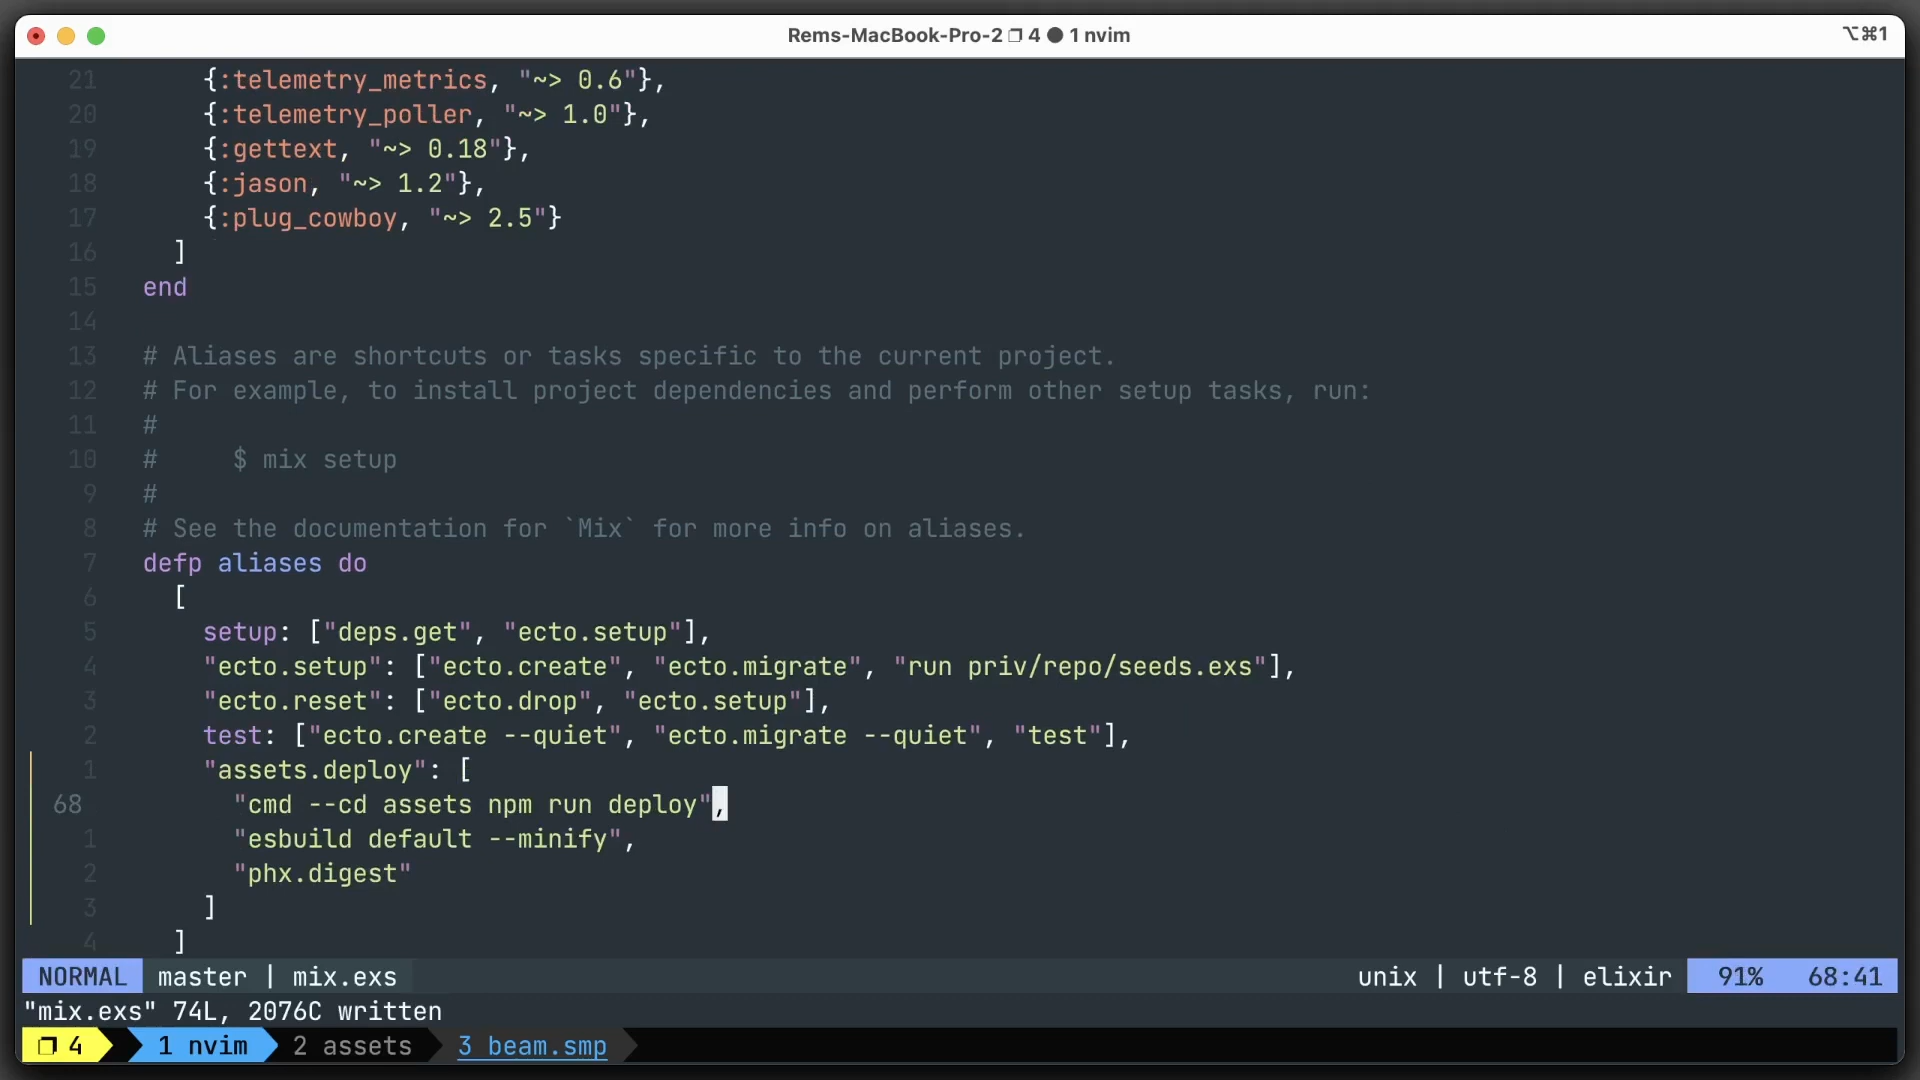 Rems-MacBook-Pro-2 4 ● 1 nvim ⌥⌘1
21 {:telemetry_metrics, "~> 0.6"},
20 {:telemetry_poller, "~> 1.0"},
19 {:gettext, "~> 0.18"},
18 {:jason, "~> 1.2"},
17 {:plug_cowboy, "~> 2.5"}
16 ]
15 end
14
13 # Aliases are shortcuts or tasks specific to the current project.
12 # For example, to install project dependencies and perform other setup tasks, run:
11 #
10 # $ mix setup
9 #
8 # See the documentation for `Mix` for more info on aliases.
7 defp aliases do
6 [
5 setup: ["deps.get", "ecto.setup"],
4 "ecto.setup": ["ecto.create", "ecto.migrate", "run priv/repo/seeds.exs"],
3 "ecto.reset": ["ecto.drop", "ecto.setup"],
2 test: ["ecto.create --quiet", "ecto.migrate --quiet", "test"],
1 "assets.deploy": [
68 "cmd --cd assets npm run deploy",
1 "esbuild default --minify",
2 "phx.digest"
3 ]
4 ]
NORMAL master | mix.exs unix | utf-8 | elixir 91% 68:41
"mix.exs" 74L, 2076C written
4 1 nvim 2 assets 3 beam.smp